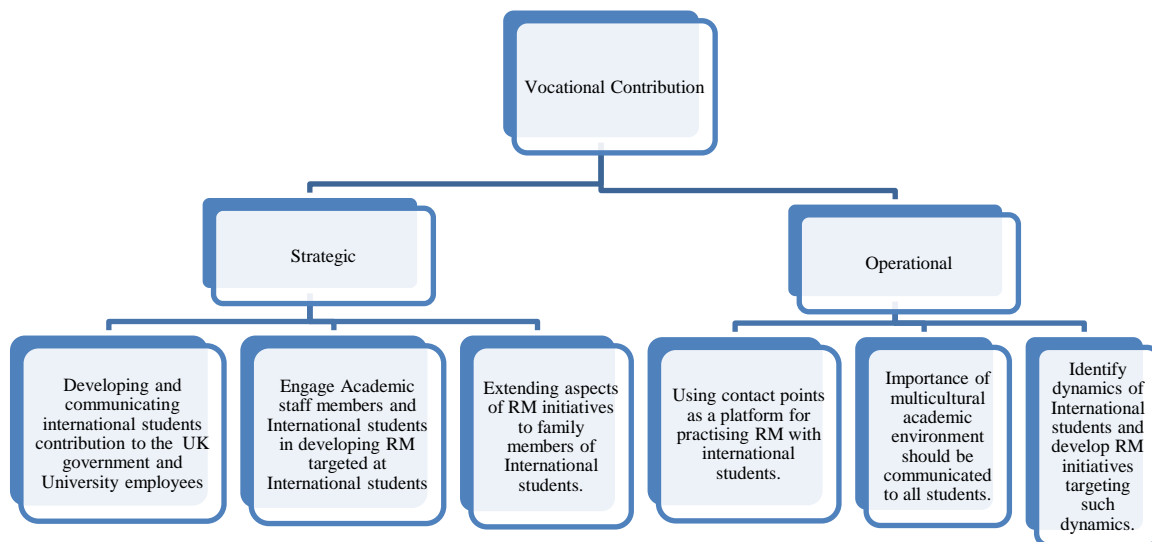 Vocational Contribution
Strategic
Operational
Developing and
communicating
international students
contribution to the UK
government and
University employees
Engage Academic
staff members and
International students
in developing RM
targeted at
International students
Extending aspects
of RM initiatives
to family
members of
International
students.
Using contact points
as a platform for
practising RM with
international
students.
Importance of
multicultural
academic
environment
should be
communicated
to all students.
Identify
dynamics of
International
students and
develop RM
initiatives
targeting
such
dynamics.